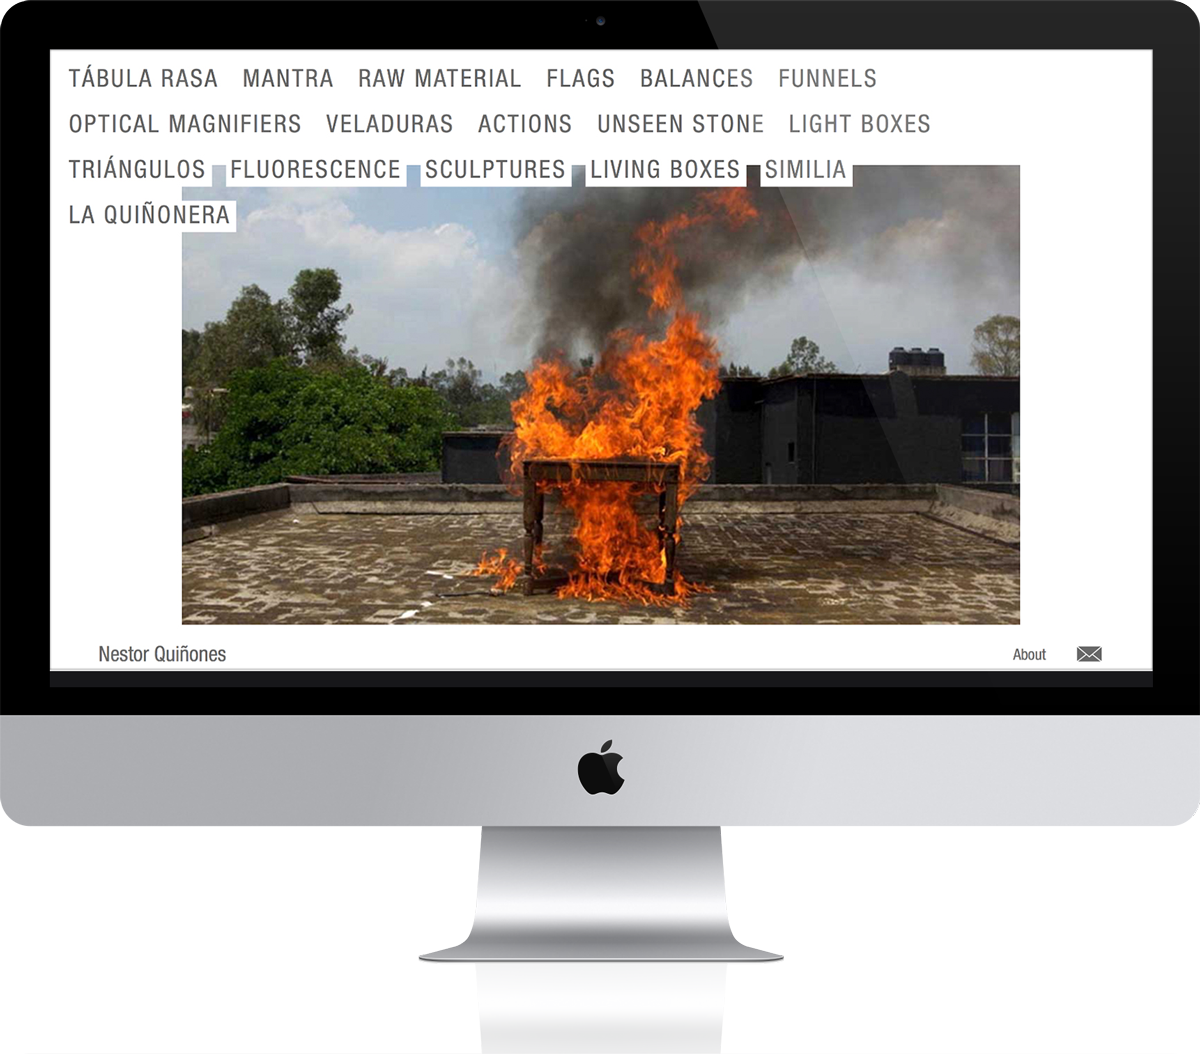 TÁBULA RASA MANTRA RAW MATERIAL FLAGS BALANCES FUNNELS
OPTICAL MAGNIFIERS VELADURAS ACTIONS UNSEEN STONE LIGHT BOXES
TRIÁNGULOS FLUORESCENCE SCULPTURES LIVING BOXES SIMILIA
LA QUIÑONERA
Nestor Quiñones About